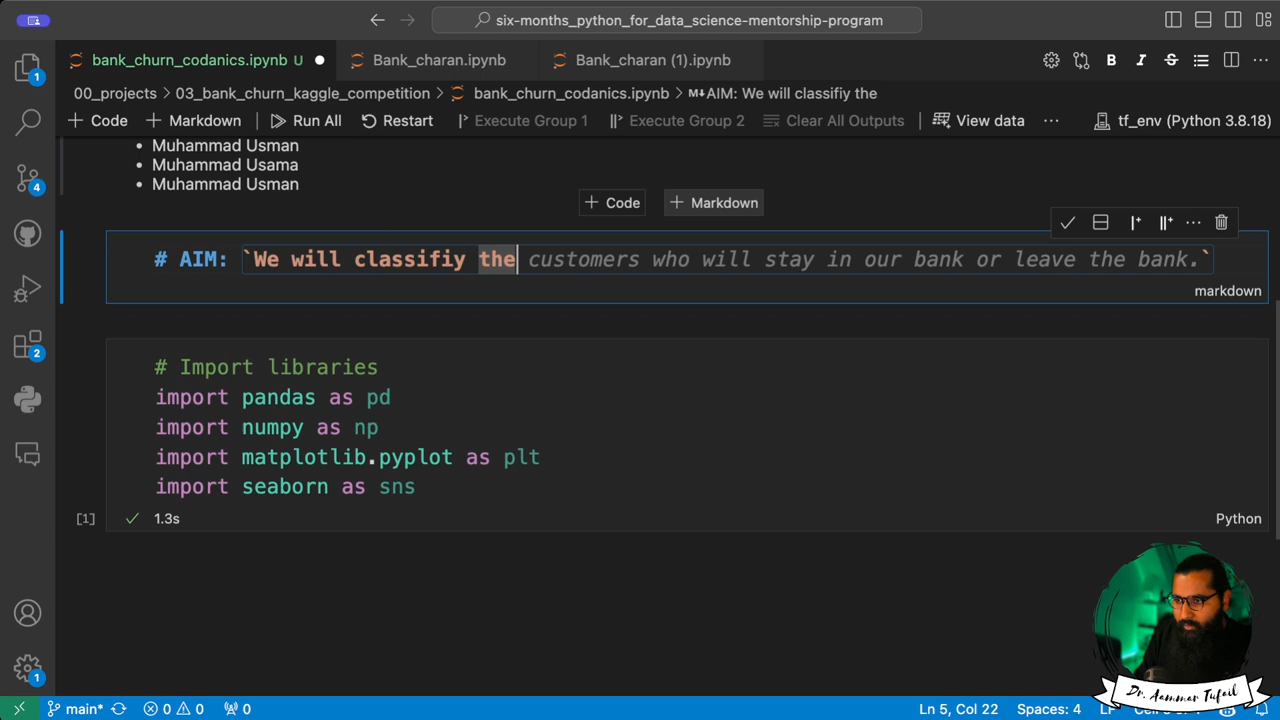 six-months_python_for_data_science-mentorship-program
bank_churn_codanics.ipynb U
Bank_charan.ipynb
Bank_charan (1).ipynb
00_projects > 03_bank_churn_kaggle_competition > bank_churn_codanics.ipynb > M↓AIM: We will classifiy the
+ Code + Markdown Run All Restart Execute Group 1 Execute Group 2 Clear All Outputs View data ... tf_env (Python 3.8.18)
• Muhammad Usman
• Muhammad Usama
• Muhammad Usman
+ Code + Markdown
# AIM: `We will classifiy the customers who will stay in our bank or leave the bank.`
markdown
# Import libraries
import pandas as pd
import numpy as np
import matplotlib.pyplot as plt
import seaborn as sns
[1] 1.3s Python
1
4
2
1
Dr. Aammar Tufail
main* 0 0 0 Ln 5, Col 22 Spaces: 4